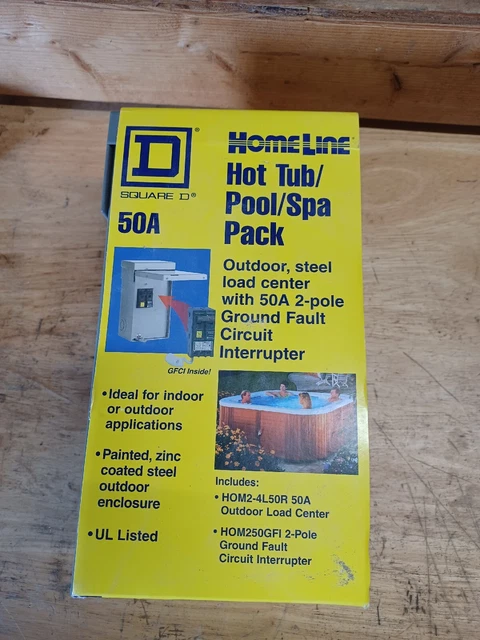 D
SQUARE D®
50A
HOMELINE®
Hot Tub/
Pool/Spa
Pack
Outdoor, steel
load center
with 50A 2-pole
Ground Fault
Circuit
Interrupter
GFCI Inside!
• Ideal for indoor
or outdoor
applications
• Painted, zinc
coated steel
outdoor
enclosure
• UL Listed
Includes:
• HOM2-4L50R 50A
Outdoor Load Center
• HOM250GFI 2-Pole
Ground Fault
Circuit Interrupter